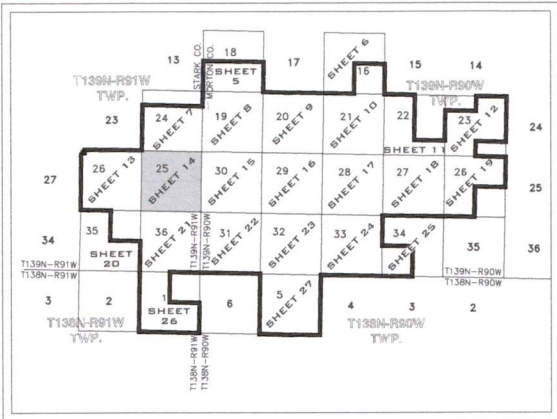 13
18
17
16
15
14
STARK CO.
MORTON CO.
SHEET 5
SHEET 6
T139N-R91W
TWP.
T139N-R90W
TWP.
23
24
SHEET 7
19
SHEET 8
20
SHEET 9
21
SHEET 10
22
SHEET 11
23
SHEET 12
24
27
26
SHEET 13
25
SHEET 14
30
SHEET 15
29
SHEET 16
28
SHEET 17
27
SHEET 18
26
SHEET 19
25
34
35
SHEET
20
36
SHEET 21
T139N-R91W
T139N-R90W
31
SHEET 22
32
SHEET 23
33
SHEET 24
34
SHEET 25
35
36
T139N-R91W
T138N-R91W
T139N-R90W
T138N-R90W
3
2
1
SHEET
26
6
5
SHEET 27
4
3
2
T138N-R91W
TWP.
T138N-R90W
TWP.
T138N-R91W
T138N-R90W